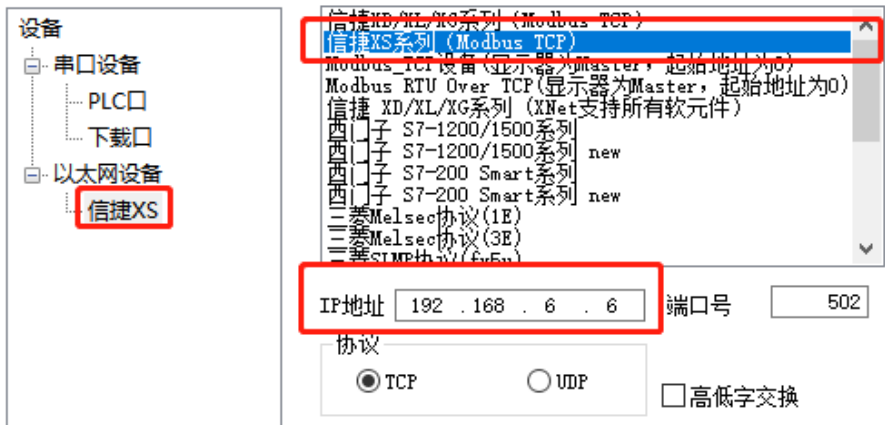 设备
串口设备
PLC口
下载口
以太网设备
信捷XS
信捷XD/XL/XG系列 (Modbus TCP)
信捷XS系列 (Modbus TCP)
Modbus_TCP设备(显示器为Master，起始地址为0)
Modbus RTU Over TCP(显示器为Master，起始地址为0)
信捷 XD/XL/XG系列 (XNet支持所有软元件)
西门子 S7-1200/1500系列
西门子 S7-1200/1500系列 new
西门子 S7-200 Smart系列
西门子 S7-200 Smart系列 new
三菱Melsec协议(1E)
三菱Melsec协议(3E)
三菱SLMP协议(fx5u)
IP地址 192 .168 . 6 . 6 端口号 502
协议
TCP UDP
高低字交换